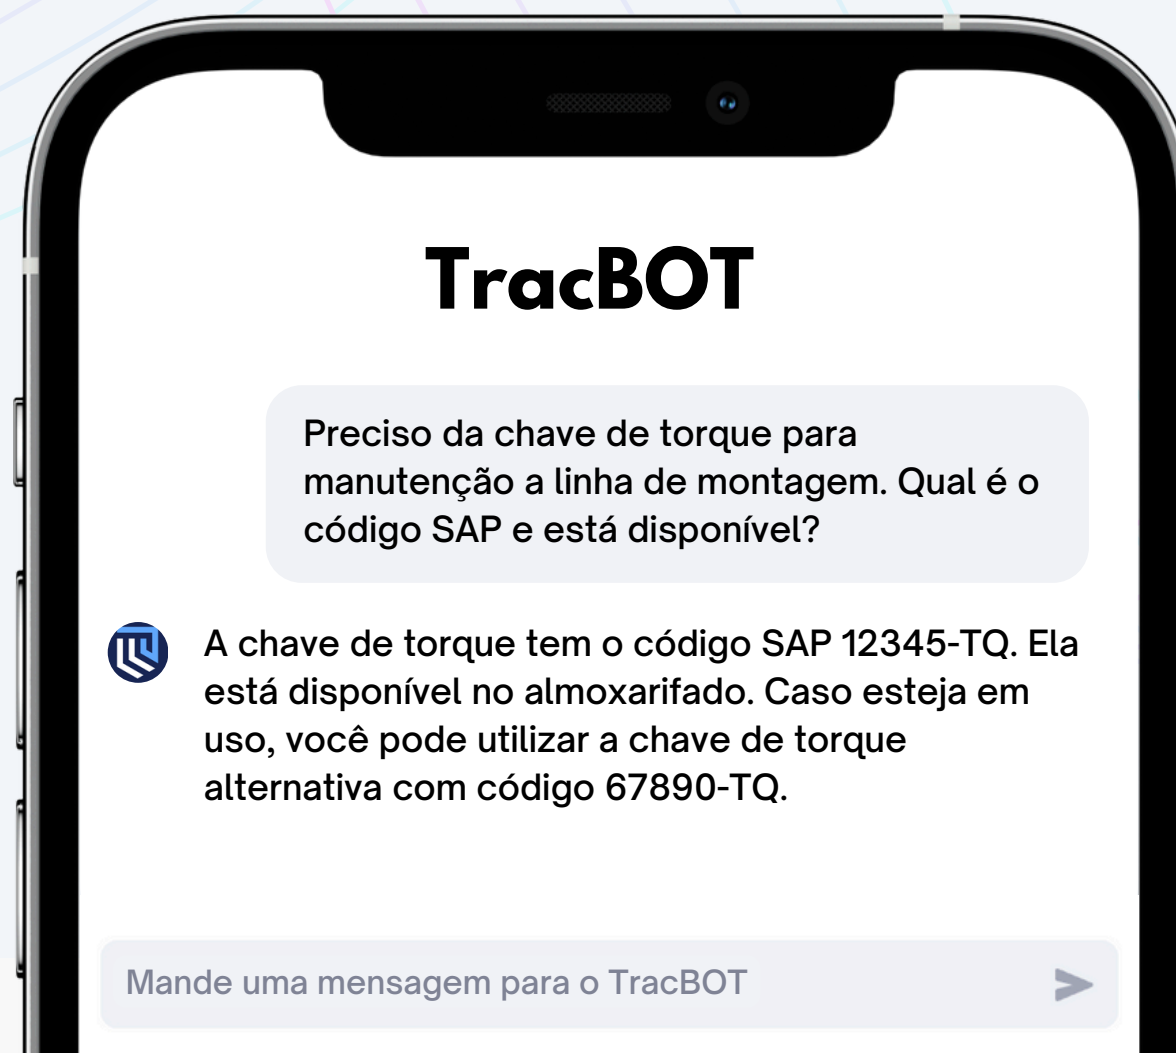 TracBOT
Preciso da chave de torque para
manutenção a linha de montagem. Qual é o
código SAP e está disponível?
A chave de torque tem o código SAP 12345-TQ. Ela
está disponível no almoxarifado. Caso esteja em
uso, você pode utilizar a chave de torque
alternativa com código 67890-TQ.
Mande uma mensagem para o TracBOT